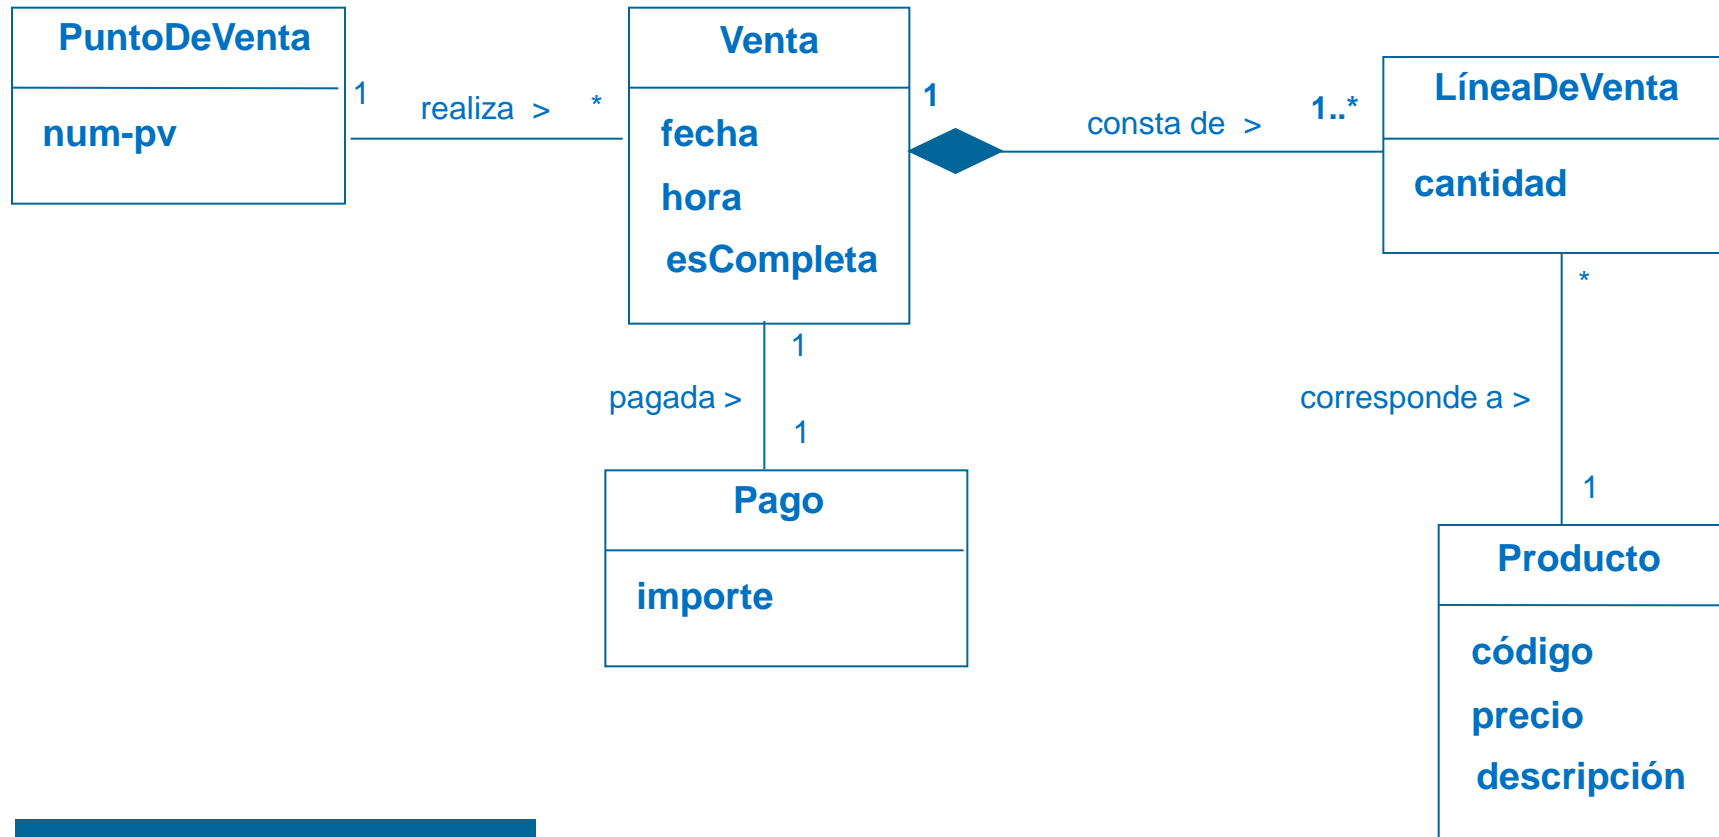 PuntoDeVenta
num-pv
1
realiza >
*
Venta
fecha
hora
esCompleta
1
consta de >
1..*
LíneaDeVenta
cantidad
1
pagada >
1
Pago
importe
*
corresponde a >
1
Producto
código
precio
descripción